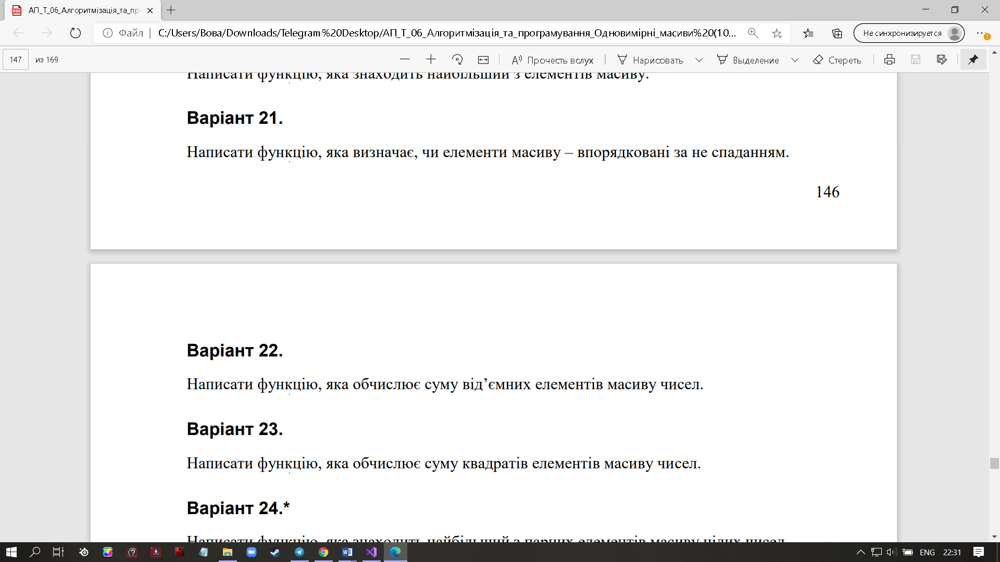 АП_Т_06_Алгоритмізація_та_пр
Файл | C:/Users/Вова/Downloads/Telegram%20Desktop/АП_Т_06_Алгоритмізація_та_програмування_Одновимірні_масиви%20(10...
Не синхронизируется
147 из 169
Прочесть вслух
Нарисовать
Выделение
Стереть
Написати функцію, яка знаходить найбільший з елементів масиву.
Варіант 21.
Написати функцію, яка визначає, чи елементи масиву – впорядковані за не спаданням.
146
Варіант 22.
Написати функцію, яка обчислює суму від’ємних елементів масиву чисел.
Варіант 23.
Написати функцію, яка обчислює суму квадратів елементів масиву чисел.
Варіант 24.*
Написати функцію, яка знаходить найбільший з парних елементів масиву цілих чисел.
ENG 22:31